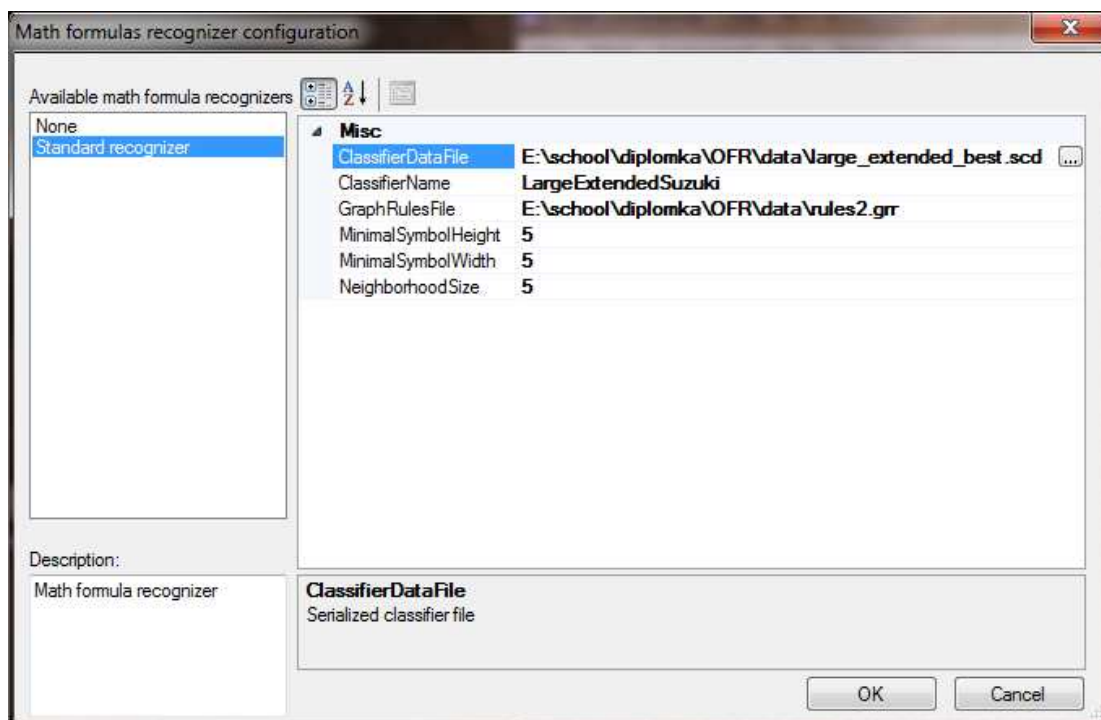 Math formulas recognizer configuration
Available math formula recognizers
None
Standard recognizer
Misc
ClassifierDataFile E:\school\diplomka\OFR\data\large_extended_best.scd ...
ClassifierName LargeExtendedSuzuki
GraphRulesFile E:\school\diplomka\OFR\data\rules2.grr
MinimalSymbolHeight 5
MinimalSymbolWidth 5
NeighborhoodSize 5
Description:
Math formula recognizer
ClassifierDataFile
Serialized classifier file
OK Cancel